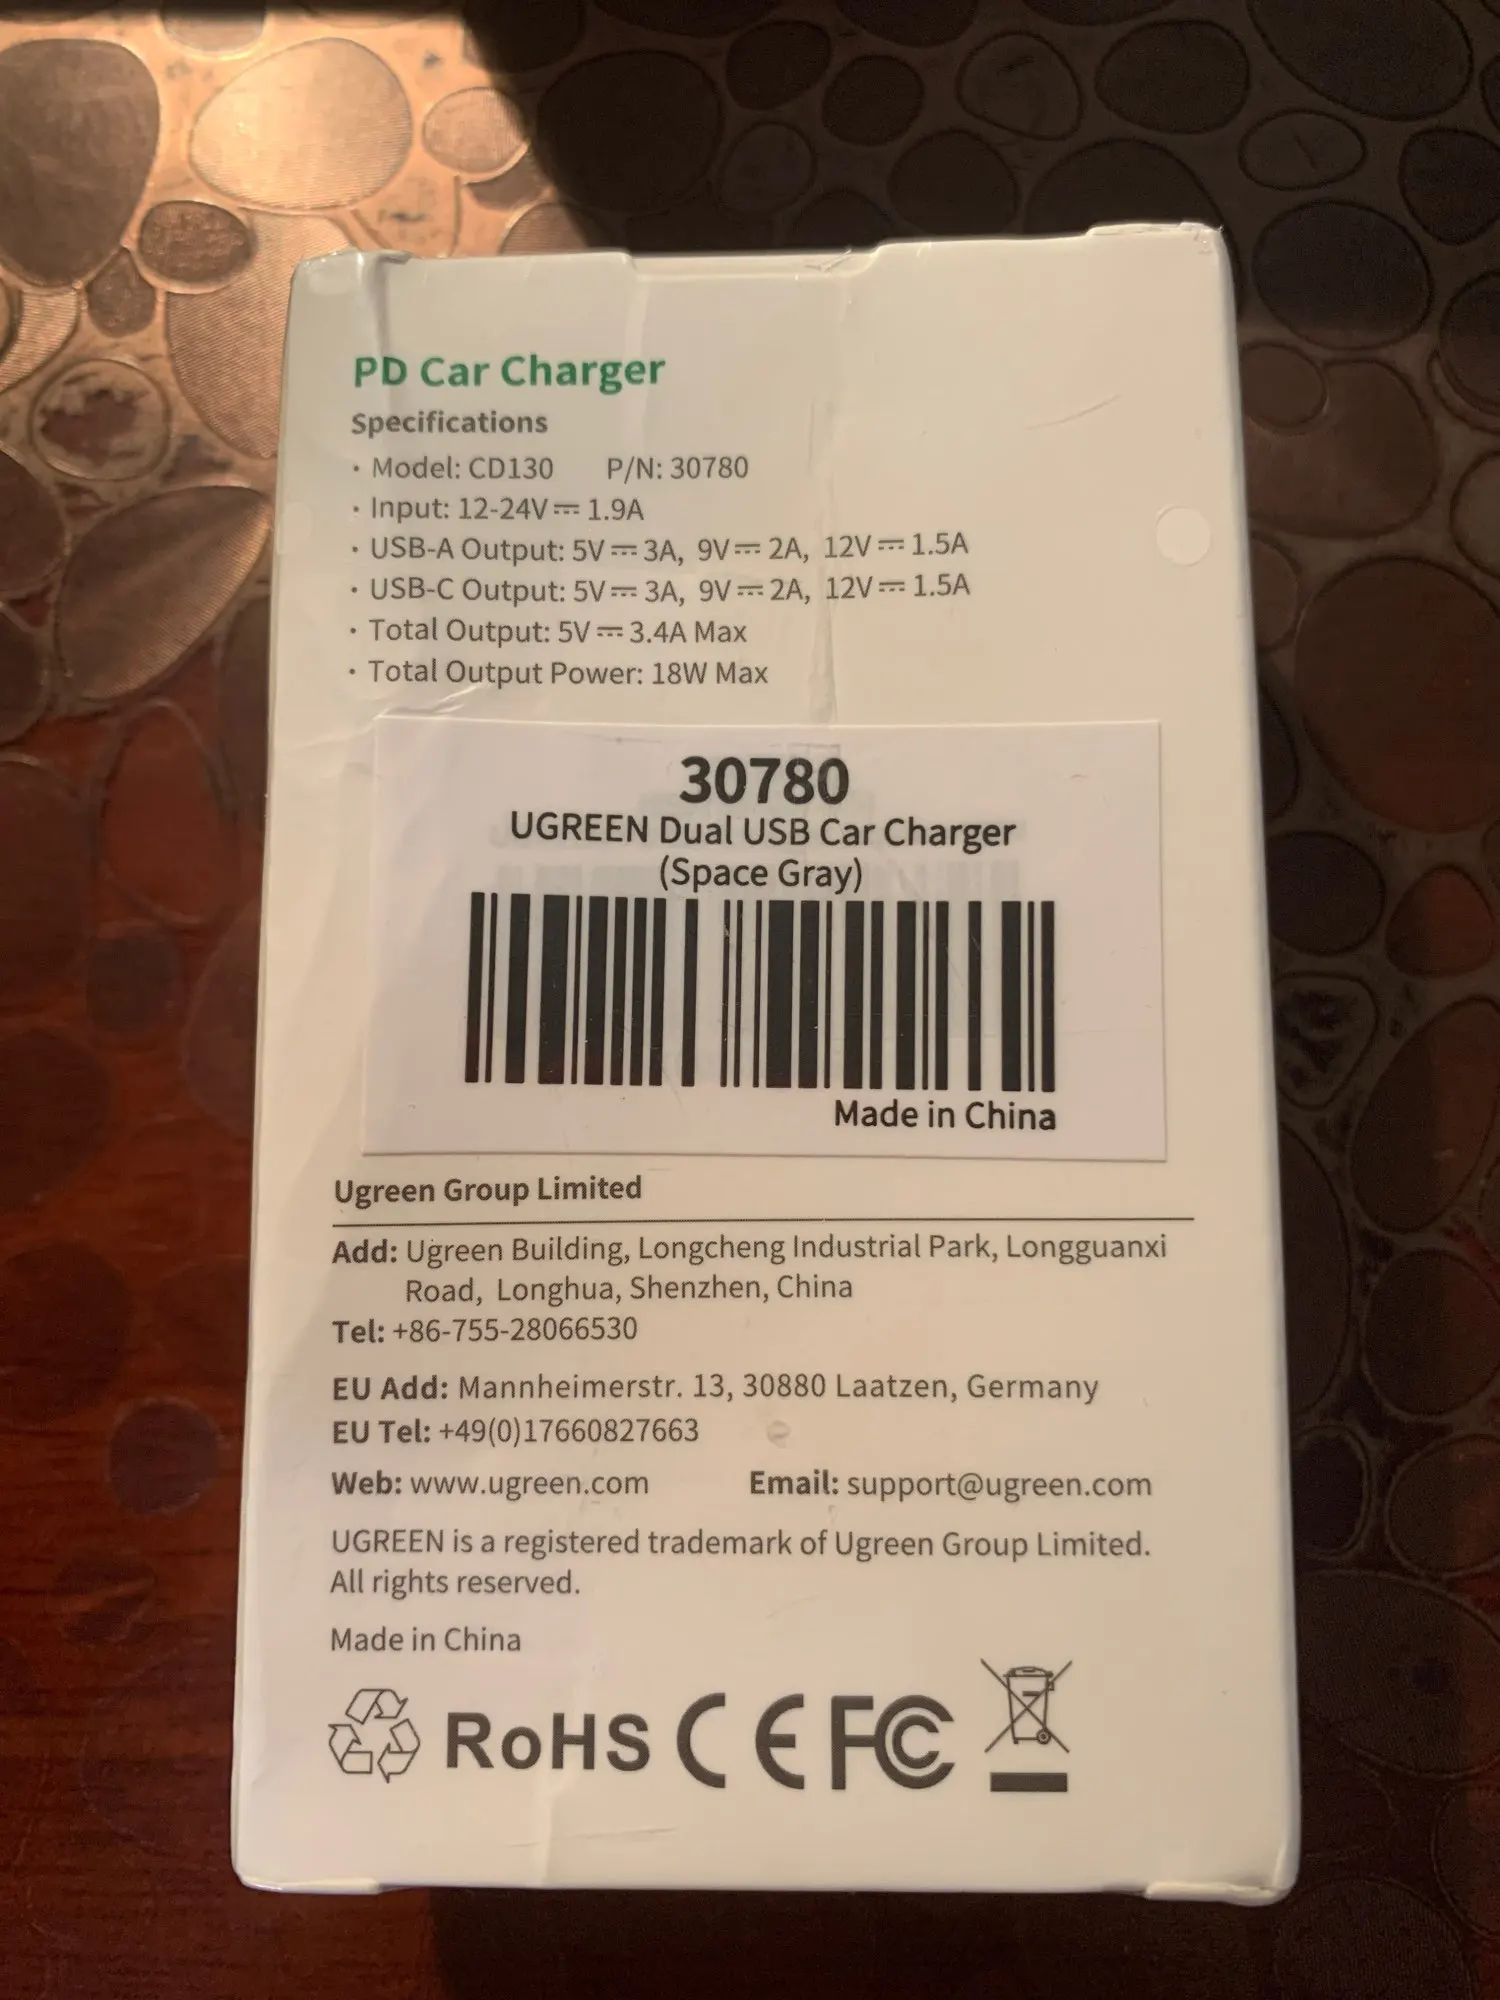 PD Car Charger
Specifications
· Model: CD130 P/N: 30780
· Input: 12-24V⎓ 1.9A
· USB-A Output: 5V⎓3A, 9V⎓2A, 12V⎓1.5A
· USB-C Output: 5V⎓3A, 9V⎓2A, 12V⎓1.5A
· Total Output: 5V⎓3.4A Max
· Total Output Power: 18W Max
30780
UGREEN Dual USB Car Charger
(Space Gray)
Made in China
Ugreen Group Limited
Add: Ugreen Building, Longcheng Industrial Park, Longguanxi
Road, Longhua, Shenzhen, China
Tel: +86-755-28066530
EU Add: Mannheimerstr. 13, 30880 Laatzen, Germany
EU Tel: +49(0)17660827663
Web: www.ugreen.com Email: support@ugreen.com
UGREEN is a registered trademark of Ugreen Group Limited.
All rights reserved.
Made in China
RoHS CE FC